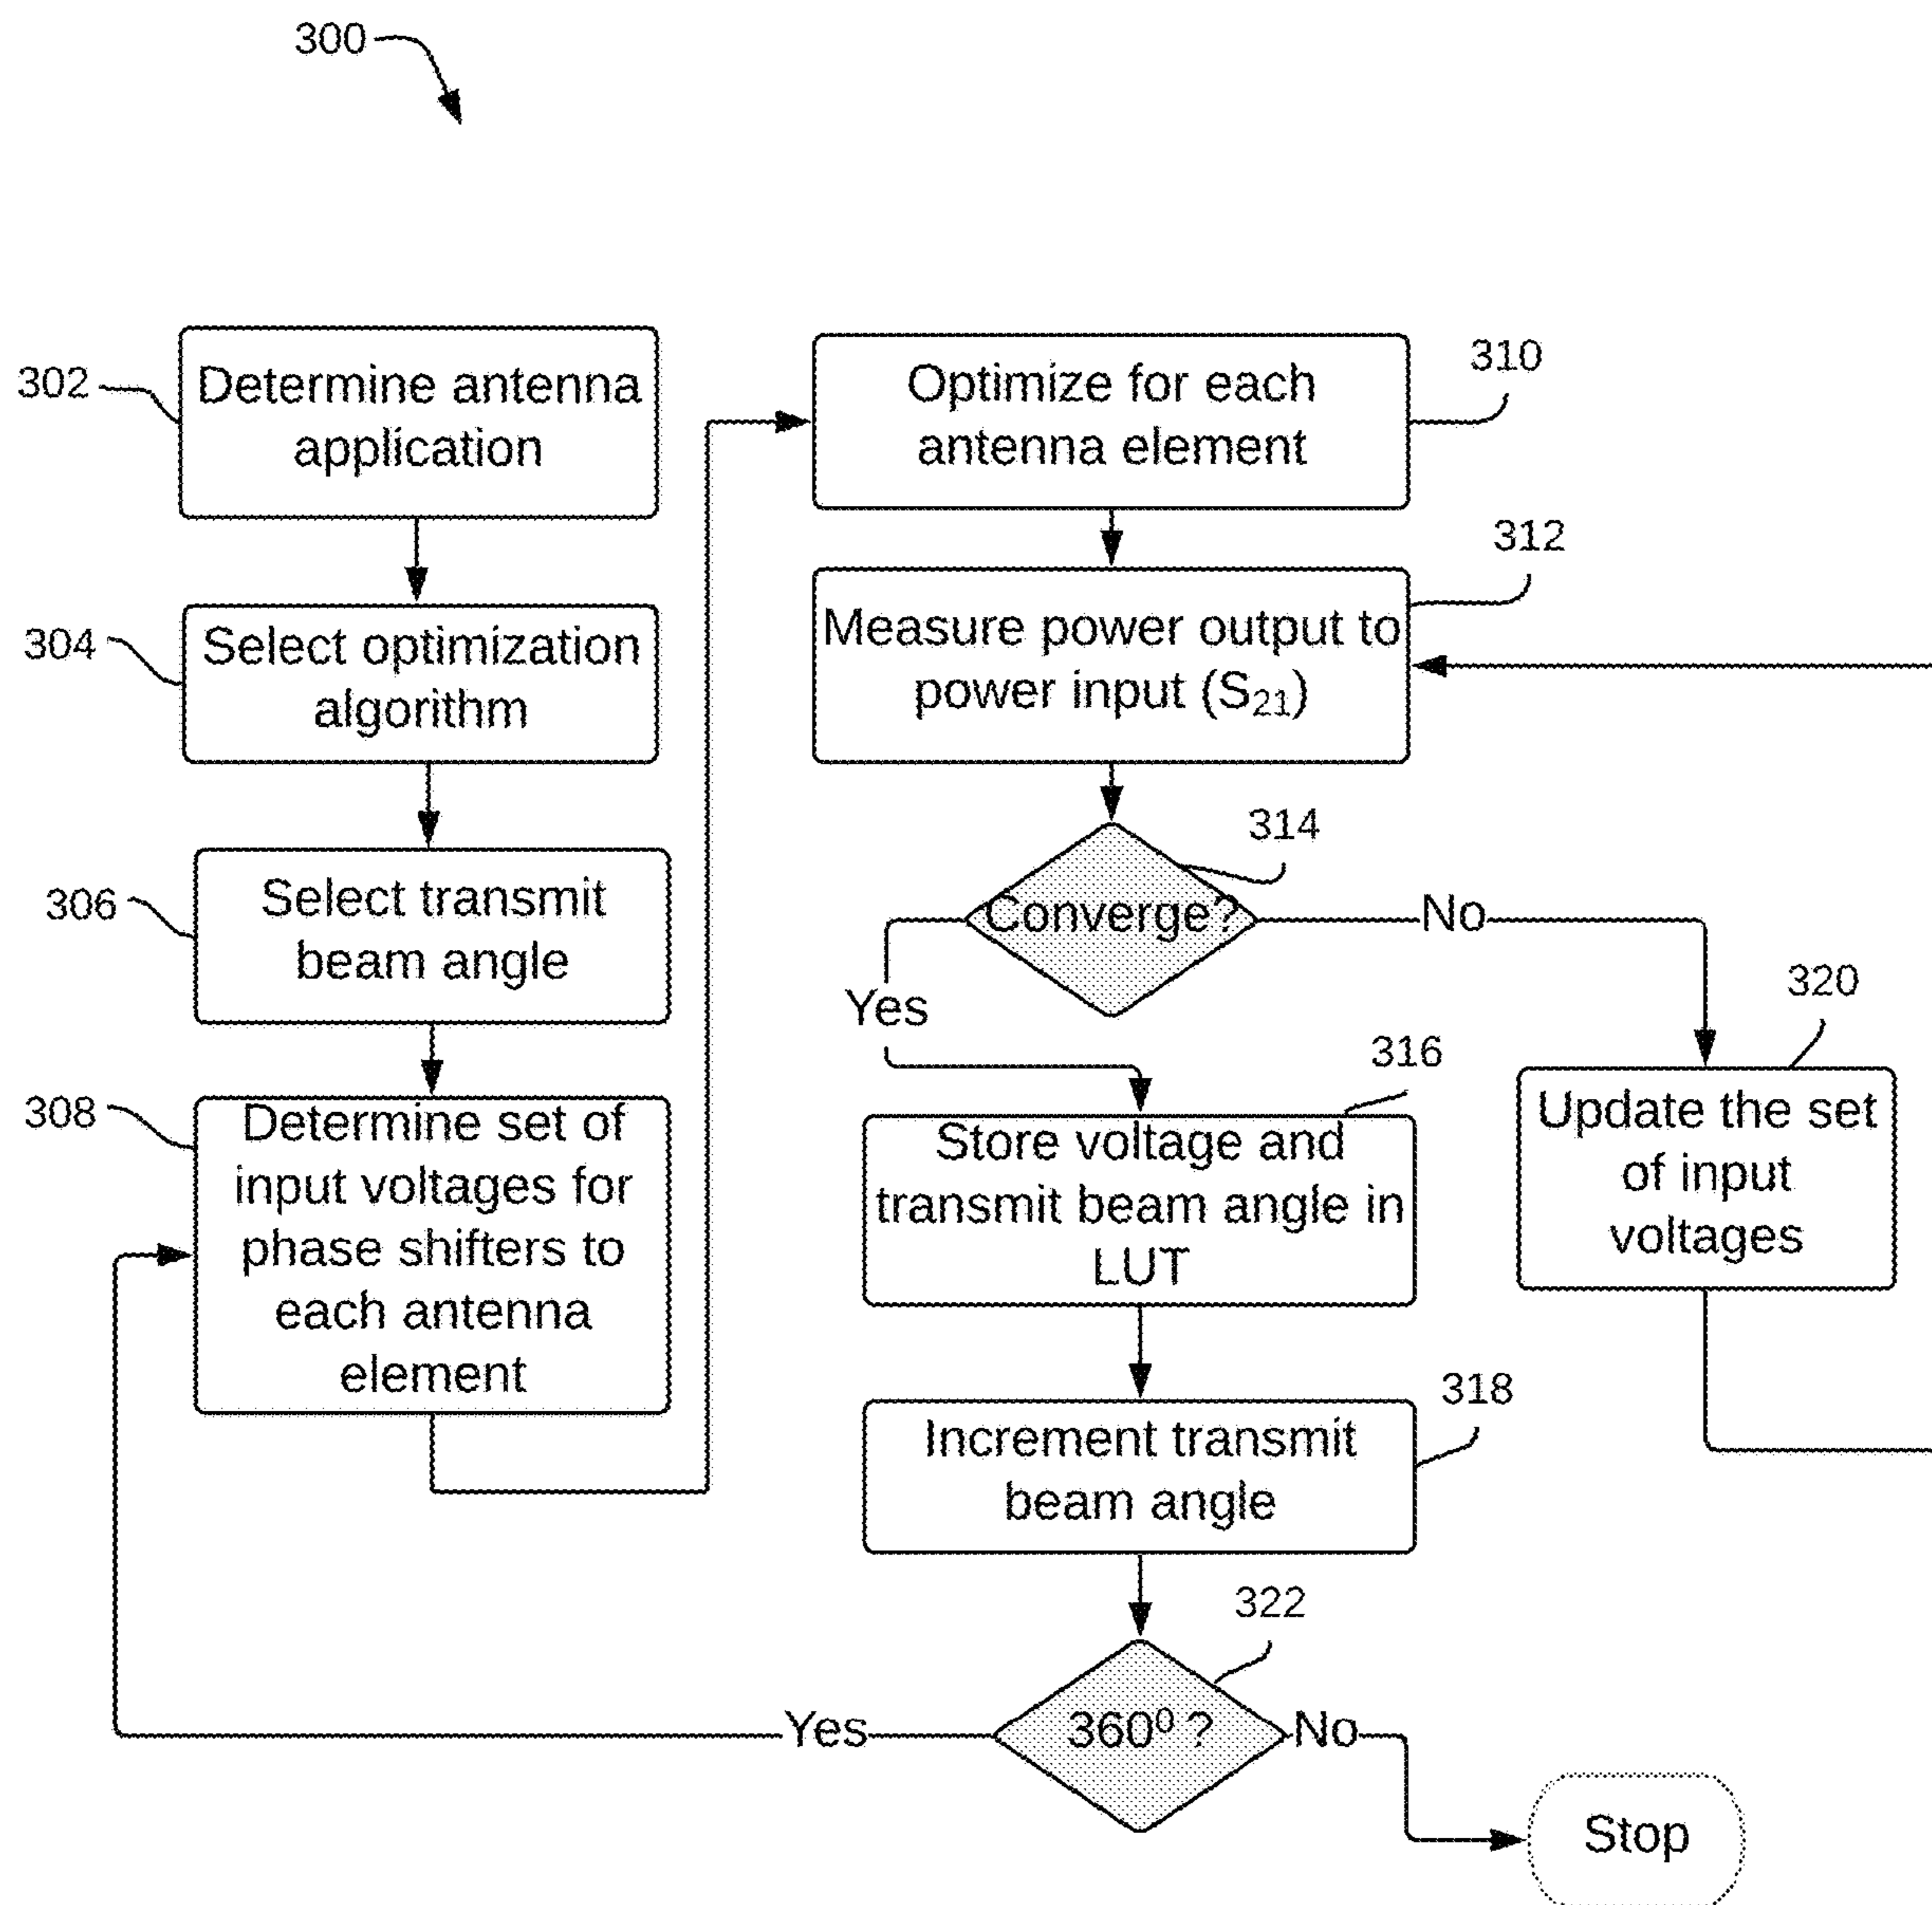 300
302
Determine antenna
application
304
Select optimization
algorithm
306
Select transmit
beam angle
308
Determine set of
input voltages for
phase shifters to
each antenna
element
310
Optimize for each
antenna element
312
Measure power output to
power input (S₂₁)
314
Converge?
No
Yes
320
Update the set
of input
voltages
316
Store voltage and
transmit beam angle in
LUT
318
Increment transmit
beam angle
322
360⁰ ?
Yes
No
Stop